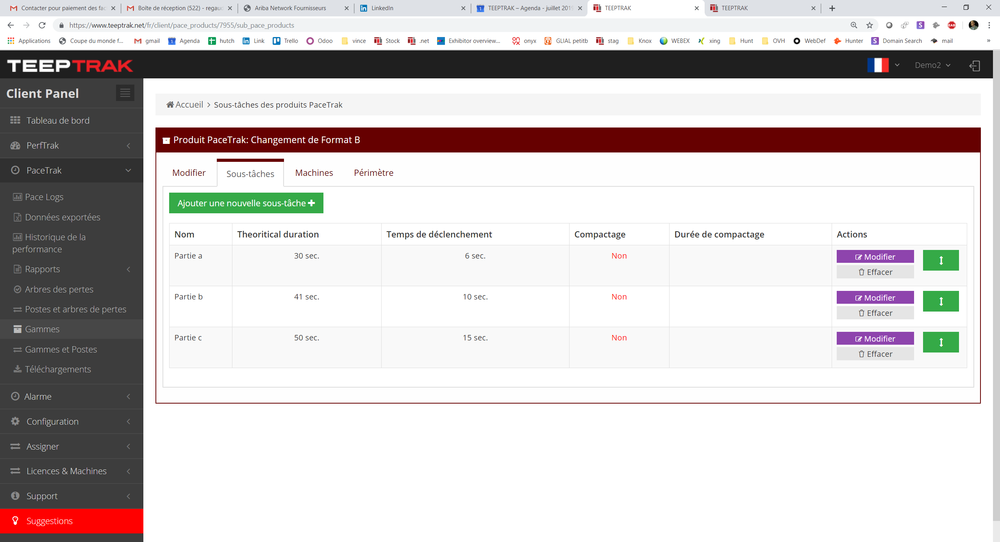 Contacter pour paiement des fac
Boîte de réception (522) - regaud
Ariba Network Fournisseurs
LinkedIn
TEEPTRAK – Agenda - juillet 2019
TEEPTRAK
TEEPTRAK
https://www.teeptrak.net/fr/client/pace_products/7955/sub_pace_products
Applications
Coupe du monde f...
gmail
Agenda
hutch
Link
Trello
Odoo
vince
Stock
.net
Exhibitor overview...
onyx
GLIAL petitb
stag
Knox
WEBEX
xing
Hunt
OVH
WebDef
Hunter
Domain Search
mail
»
TEEPTRAK
Demo2
Client Panel
Tableau de bord
PerfTrak
PaceTrak
Pace Logs
Données exportées
Historique de la
performance
Rapports
Arbres des pertes
Postes et arbres de pertes
Gammes
Gammes et Postes
Téléchargements
Alarme
Configuration
Assigner
Licences & Machines
Support
Suggestions
Accueil > Sous-tâches des produits PaceTrak
Produit PaceTrak: Changement de Format B
Modifier
Sous-tâches
Machines
Périmètre
Ajouter une nouvelle sous-tâche
Nom Theoritical duration Temps de déclenchement Compactage Durée de compactage Actions
Partie a 30 sec. 6 sec. Non Modifier
Effacer
Partie b 41 sec. 10 sec. Non Modifier
Effacer
Partie c 50 sec. 15 sec. Non Modifier
Effacer